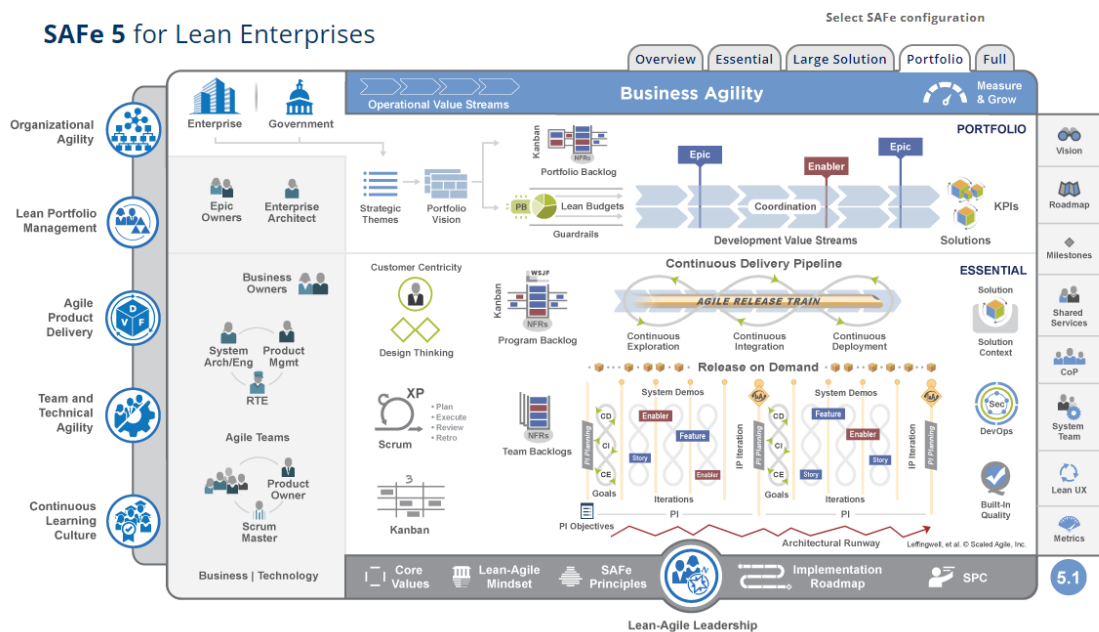 Select SAFe configuration
SAFe 5 for Lean Enterprises
Overview
Essential
Large Solution
Portfolio
Full
Enterprise
Government
Operational Value Streams
Business Agility
Measure
& Grow
Organizational
Agility
Lean Portfolio
Management
Agile
Product
Delivery
Team and
Technical
Agility
Continuous
Learning
Culture
PORTFOLIO
Epic
Owners
Enterprise
Architect
Strategic
Themes
Portfolio
Vision
Kanban
NFRs
Portfolio Backlog
PB
Lean Budgets
Guardrails
Epic
Enabler
Epic
Coordination
Development Value Streams
KPIs
Solutions
Vision
Roadmap
Milestones
Shared
Services
CoP
System
Team
Lean UX
Metrics
ESSENTIAL
Business
Owners
System
Arch/Eng
Product
Mgmt
RTE
Agile Teams
Product
Owner
Scrum
Master
Business | Technology
Customer Centricity
Design Thinking
XP
• Plan
• Execute
• Review
• Retro
Scrum
3
Kanban
WSJF
Kanban
NFRs
Program Backlog
NFRs
Team Backlogs
Continuous Delivery Pipeline
AGILE RELEASE TRAIN
Continuous
Exploration
Continuous
Integration
Continuous
Deployment
Release on Demand
System Demos
System Demos
PI Planning
CD
CI
CE
Goals
Enabler
Feature
Story
Enabler
Iterations
IP Iteration
I&A
PI Planning
CD
CI
CE
Goals
Feature
Enabler
Story
Story
Iterations
IP Iteration
I&A
PI Planning
PI
PI
PI Objectives
Architectural Runway
Solution
Solution
Context
Sec
DevOps
Built-In
Quality
Leffingwell, et al. © Scaled Agile, Inc.
Core
Values
Lean-Agile
Mindset
SAFe
Principles
Implementation
Roadmap
SPC
5.1
Lean-Agile Leadership